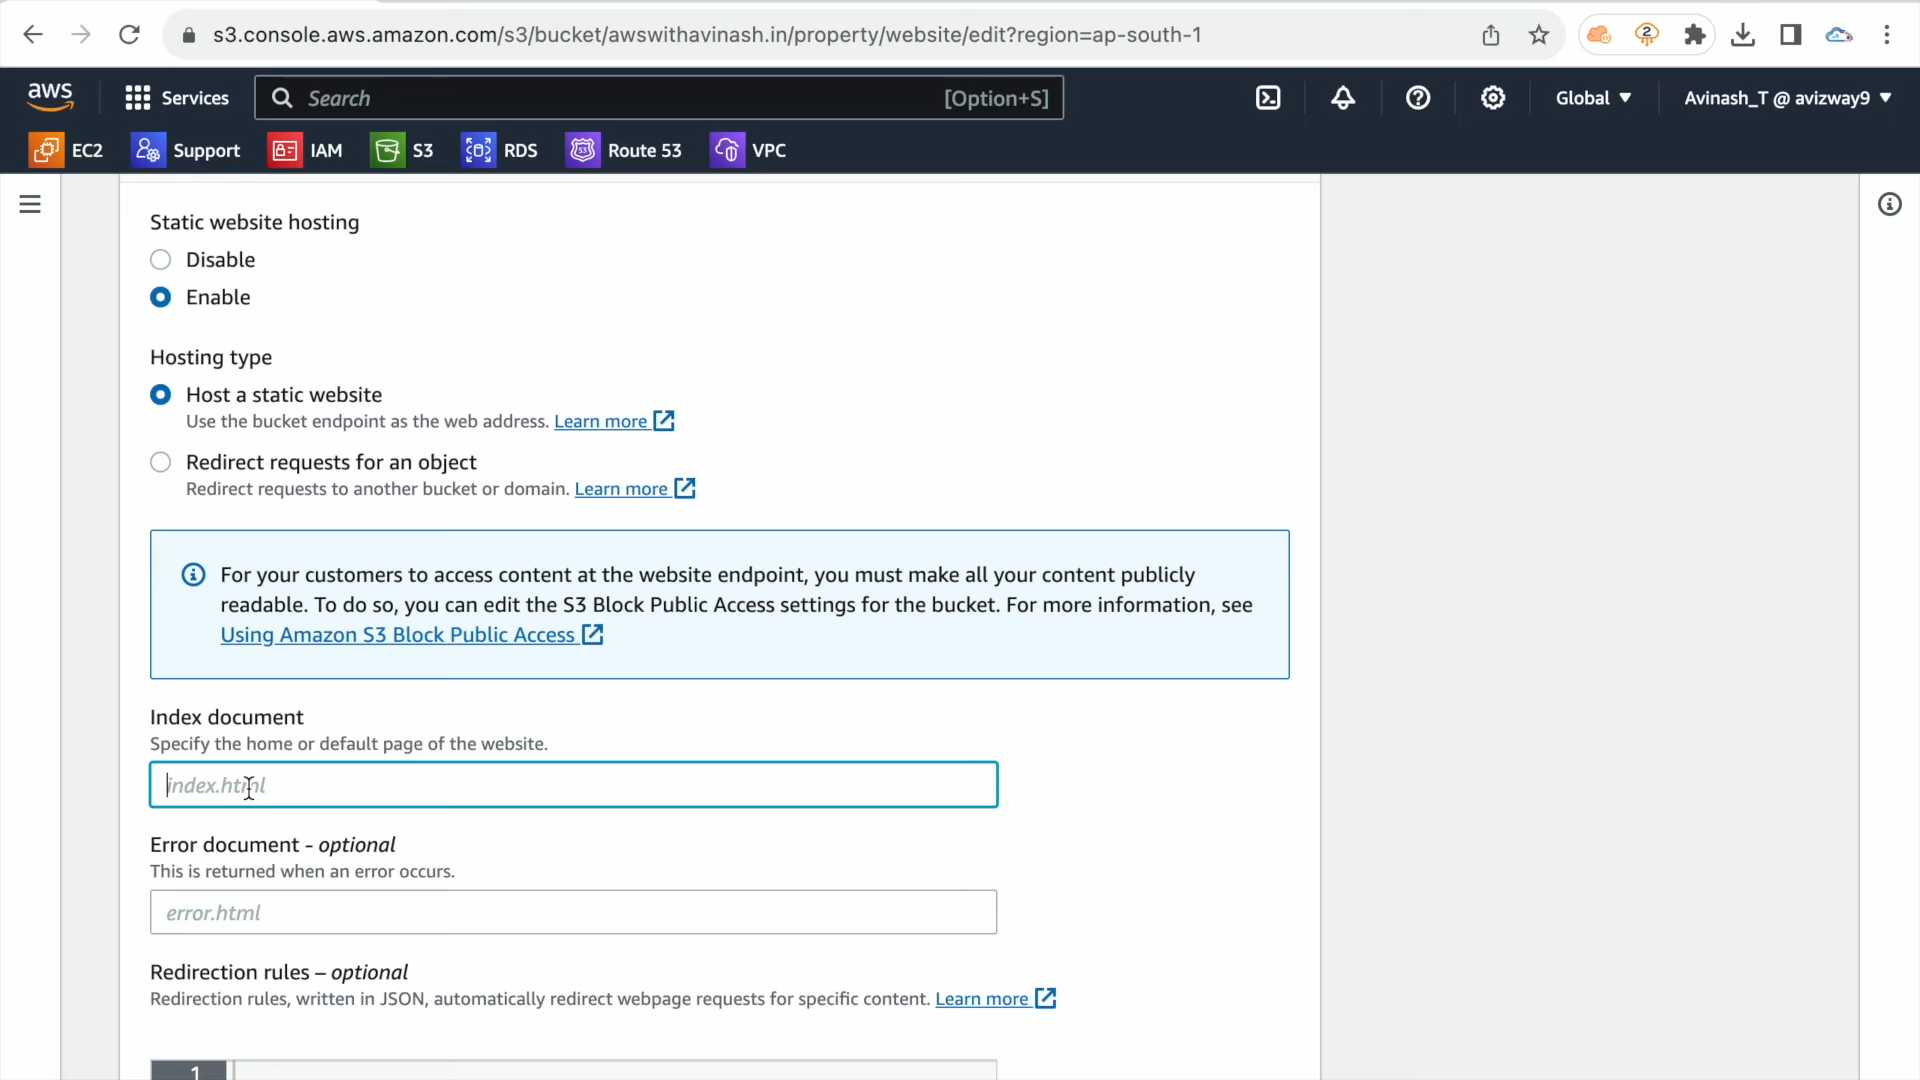 s3.console.aws.amazon.com/s3/bucket/awswithavinash.in/property/website/edit?region=ap-south-1
2
aws
Services
Search
[Option+S]
Global
Avinash_T @ avizway9
EC2
Support
IAM
S3
RDS
Route 53
VPC
Static website hosting
Disable
Enable
Hosting type
Host a static website
Use the bucket endpoint as the web address. Learn more
Redirect requests for an object
Redirect requests to another bucket or domain. Learn more
For your customers to access content at the website endpoint, you must make all your content publicly
readable. To do so, you can edit the S3 Block Public Access settings for the bucket. For more information, see
Using Amazon S3 Block Public Access
Index document
Specify the home or default page of the website.
index.html
Error document - optional
This is returned when an error occurs.
error.html
Redirection rules – optional
Redirection rules, written in JSON, automatically redirect webpage requests for specific content. Learn more
1